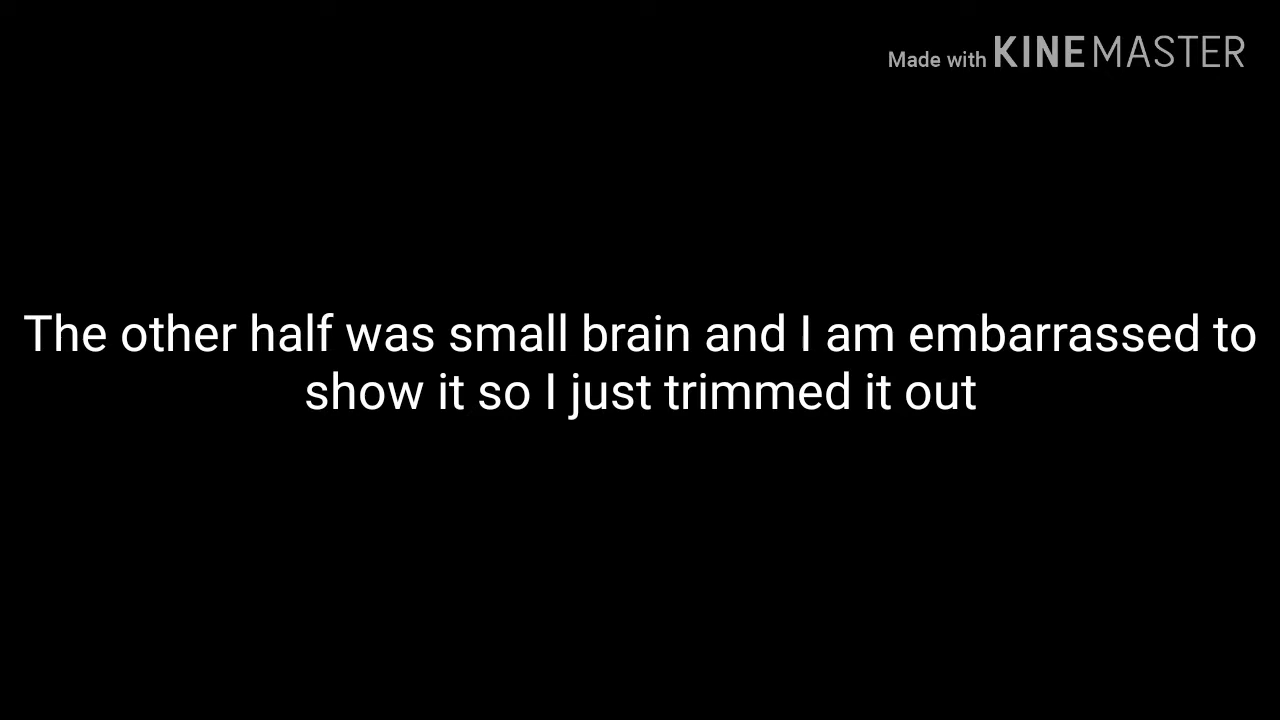 Made with KINEMASTER
The other half was small brain and I am embarrassed to
show it so I just trimmed it out